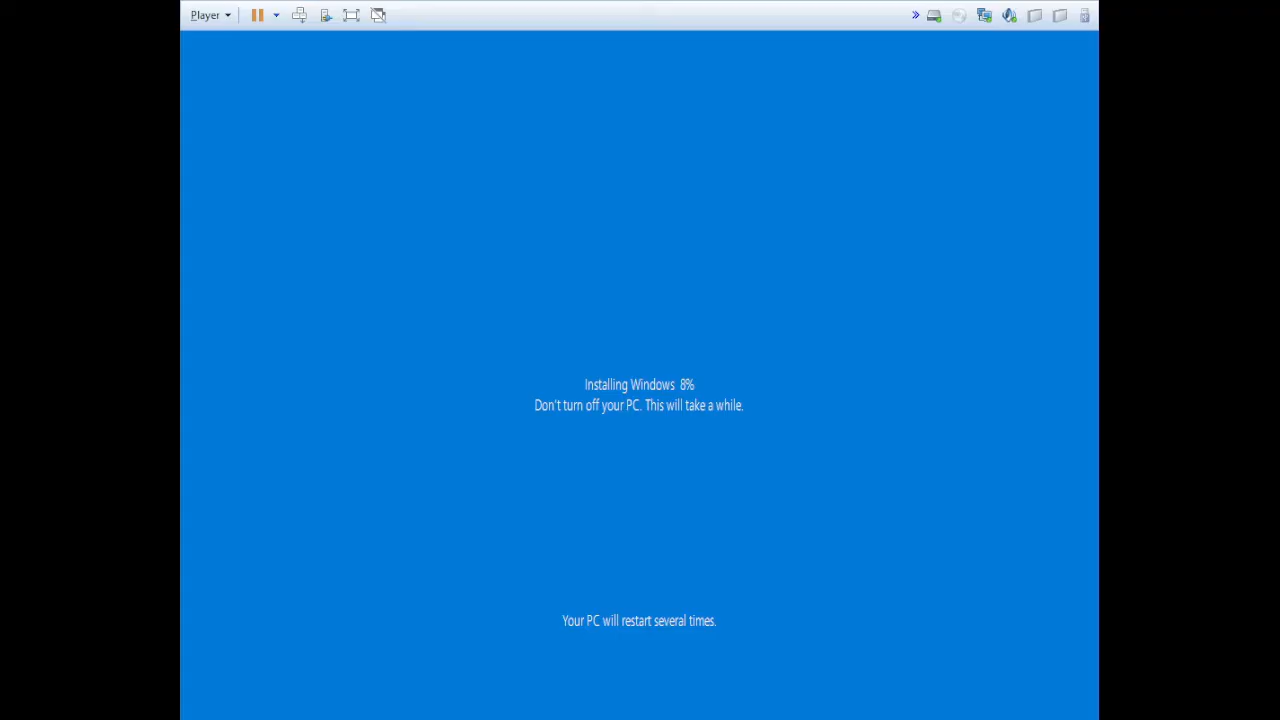 Player
Installing Windows 8%
Don't turn off your PC. This will take a while.
Your PC will restart several times.